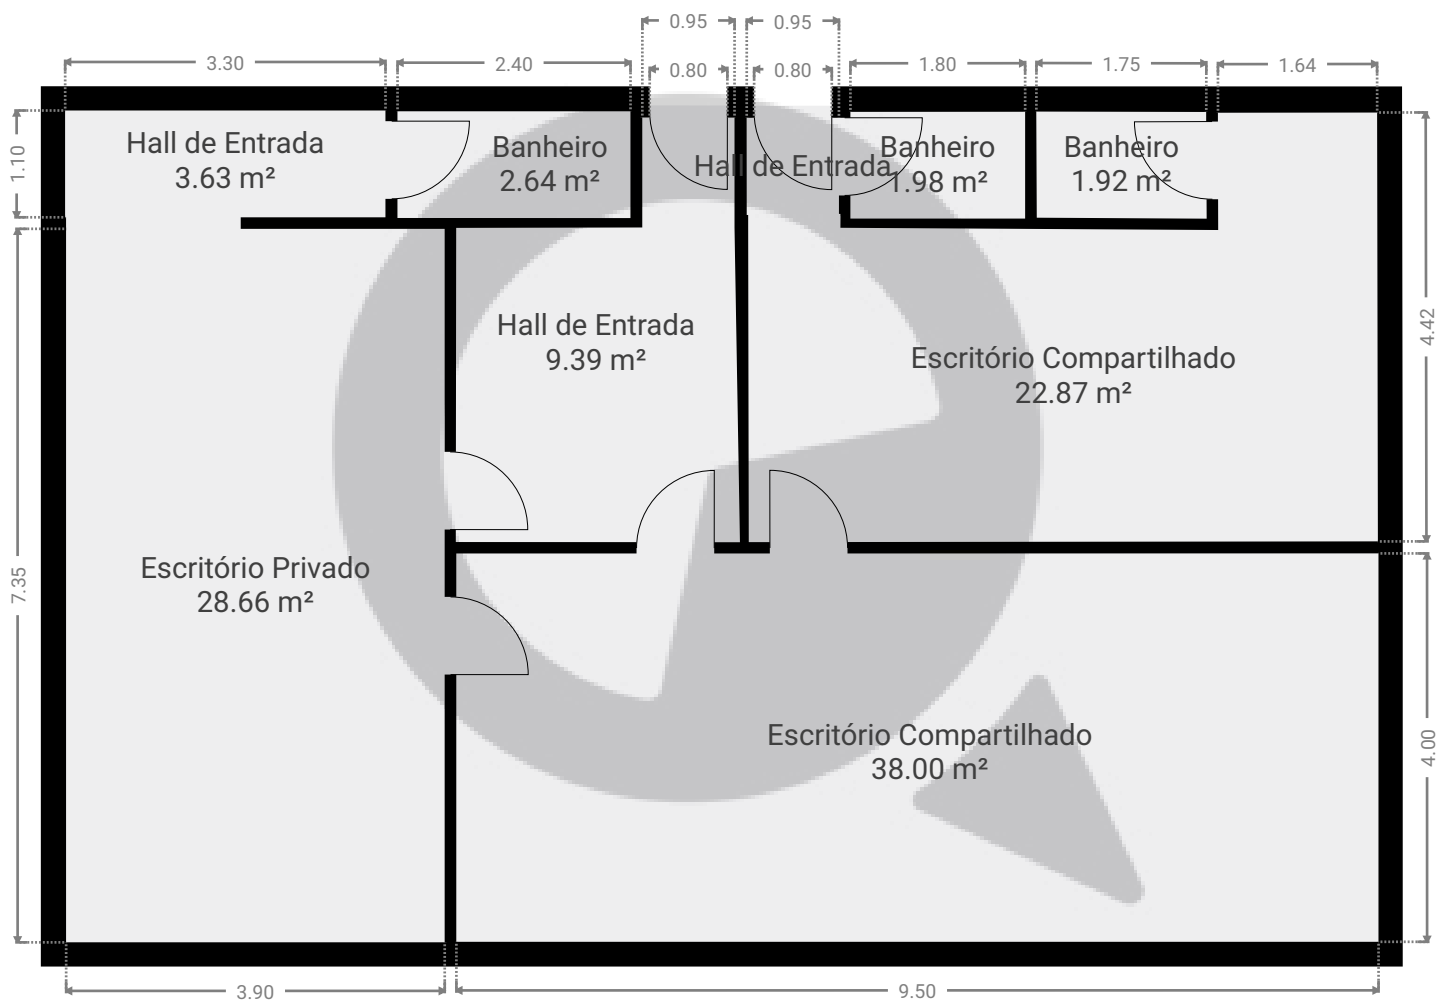 0.95
0.95
3.30
2.40
0.80
0.80
1.80
1.75
1.64
1.10
Hall de Entrada
3.63 m²
Banheiro
2.64 m²
Hall de Entrada
Banheiro
1.98 m²
Banheiro
1.92 m²
Hall de Entrada
9.39 m²
Escritório Compartilhado
22.87 m²
4.42
7.35
Escritório Privado
28.66 m²
Escritório Compartilhado
38.00 m²
4.00
3.90
9.50